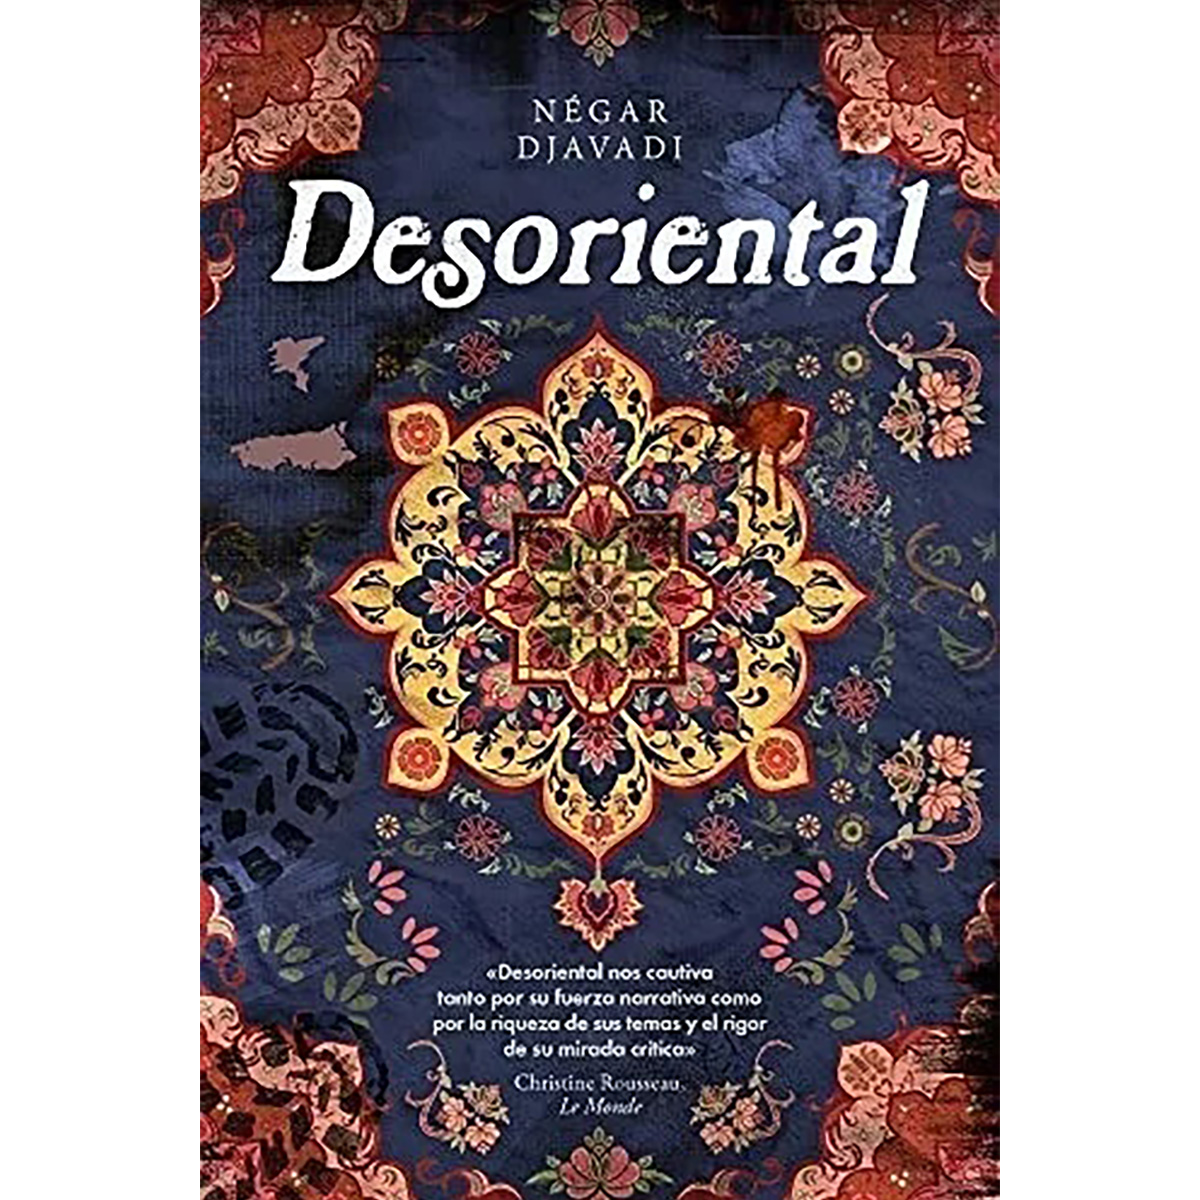 NÉGAR
DJAVADI
Desoriental
«Desoriental nos cautiva
tanto por su fuerza narrativa como
por la riqueza de sus temas y el rigor
de su mirada crítica»
Christine Rousseau,
Le Monde